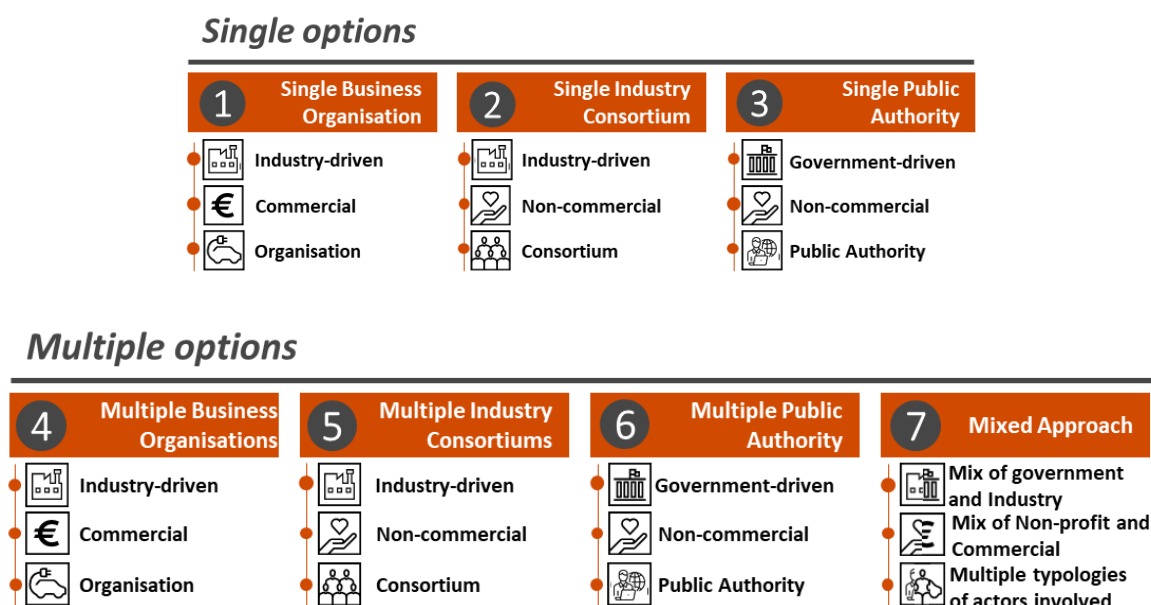 Single options
1 Single Business
Organisation
Industry-driven
€ Commercial
Organisation
2 Single Industry
Consortium
Industry-driven
Non-commercial
Consortium
3 Single Public
Authority
Government-driven
Non-commercial
Public Authority
Multiple options
4 Multiple Business
Organisations
Industry-driven
€ Commercial
Organisation
5 Multiple Industry
Consortiums
Industry-driven
Non-commercial
Consortium
6 Multiple Public
Authority
Government-driven
Non-commercial
Public Authority
7 Mixed Approach
Mix of government
and Industry
Mix of Non-profit and
Commercial
Multiple typologies
of actors involved